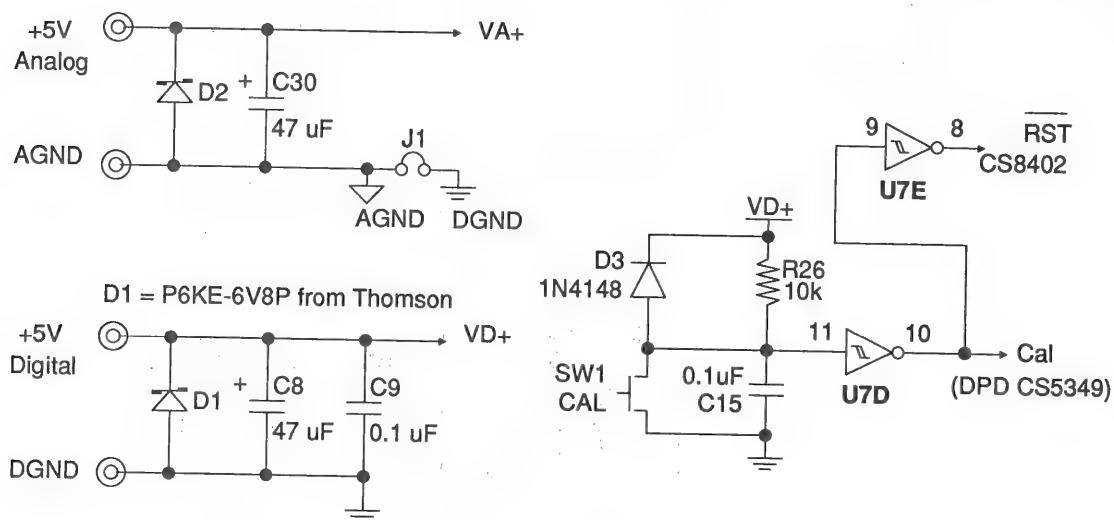 +5V
Analog
VA+
D2
+
C30
47 uF
AGND
J1
AGND
DGND
D1 = P6KE-6V8P from Thomson
+5V
Digital
VD+
D1
+
C8
47 uF
C9
0.1 uF
DGND
9
8
RST
CS8402
U7E
VD+
D3
1N4148
R26
10k
11
10
U7D
Cal
(DPD CS5349)
SW1
CAL
0.1uF
C15